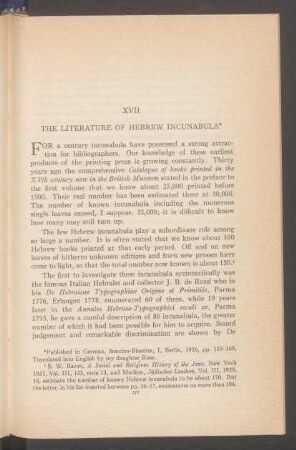 XVII
THE LITERATURE OF HEBREW INCUNABULA*
FOR a century incunabula have possessed a strong attrac-
tion for bibliographers. Our knowledge of these earliest
products of the printing press is growing constantly. Thirty
years ago the comprehensive Catalogue of books printed in the
XVth century now in the British Museum stated in the preface to
the first volume that we know about 25,000 printed before
1500. Their real number has been estimated there at 30,000.
The number of known incunabula including the numerous
single leaves exceed, I suppose, 35,000; it is difficult to know
how many may still turn up.
The few Hebrew incunabula play a subordinate role among
so large a number. It is often stated that we know about 100
Hebrew books printed at that early period. Off and on new
leaves of hitherto unknown editions and from new presses have
come to light, so that the total number now known is about 150.¹
The first to investigate these incunabula systematically was
the famous Italian Hebraist and collector J. B. de Rossi who in
his De Hebraicae Typographiae Origine et Primitiis, Parma
1776, Erlangen 1778, enumerated 60 of them, while 19 years
later in the Annales Hebraeo-Typographici seculi xv, Parma
1795, he gave a careful description of 86 incunabula, the greater
number of which it had been possible for him to acquire. Sound
judgement and remarkable discrimination are shown by De
*Published in German, Soncino-Blaetter, I, Berlin, 1926, pp. 139-149.
Translated into English by my daughter Rose.
¹ S. W. Baron, A Social and Religious History of the Jews, New York
1937, Vol. III, 123, note 13, and Markon, Jüdisches Lexikon, Vol. III, 1929,
15, estimate the number of known Hebrew incunabula to be about 170. But
the latter, in his list inserted between pp. 16-17, enumerates no more than 104.